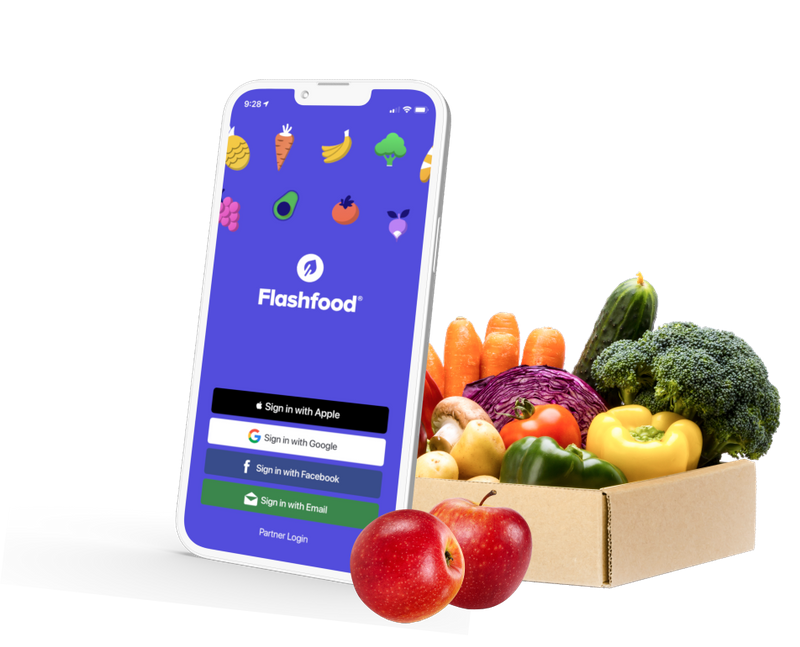 9:28
Flashfood®
Sign in with Apple
Sign in with Google
Sign in with Facebook
Sign in with Email
Partner Login